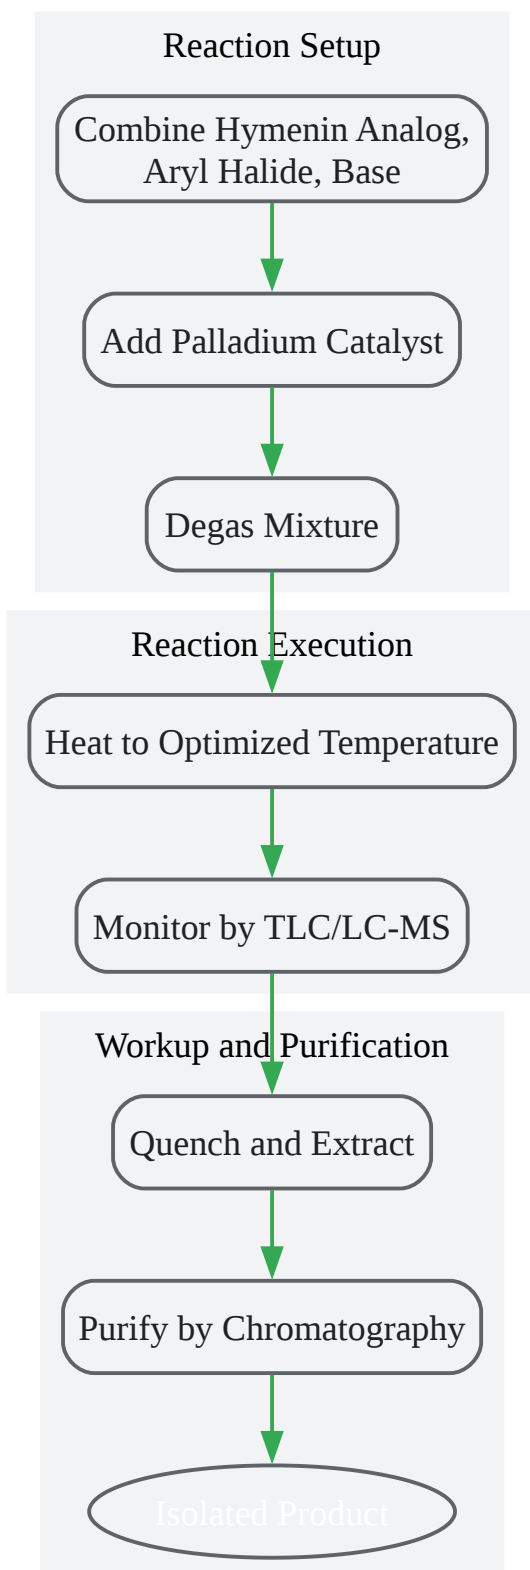 Reaction Setup
Combine Hymenin Analog,
Aryl Halide, Base
Add Palladium Catalyst
Degas Mixture
Reaction Execution
Heat to Optimized Temperature
Monitor by TLC/LC-MS
Workup and Purification
Quench and Extract
Purify by Chromatography
Isolated Product